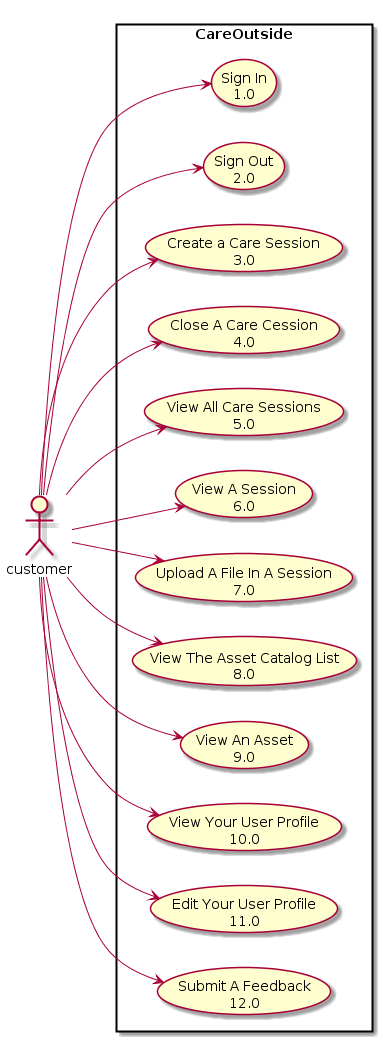 CareOutside
Sign In
1.0
Sign Out
2.0
Create a Care Session
3.0
Close A Care Cession
4.0
View All Care Sessions
5.0
View A Session
6.0
Upload A File In A Session
7.0
customer
View The Asset Catalog List
8.0
View An Asset
9.0
View Your User Profile
10.0
Edit Your User Profile
11.0
Submit A Feedback
12.0